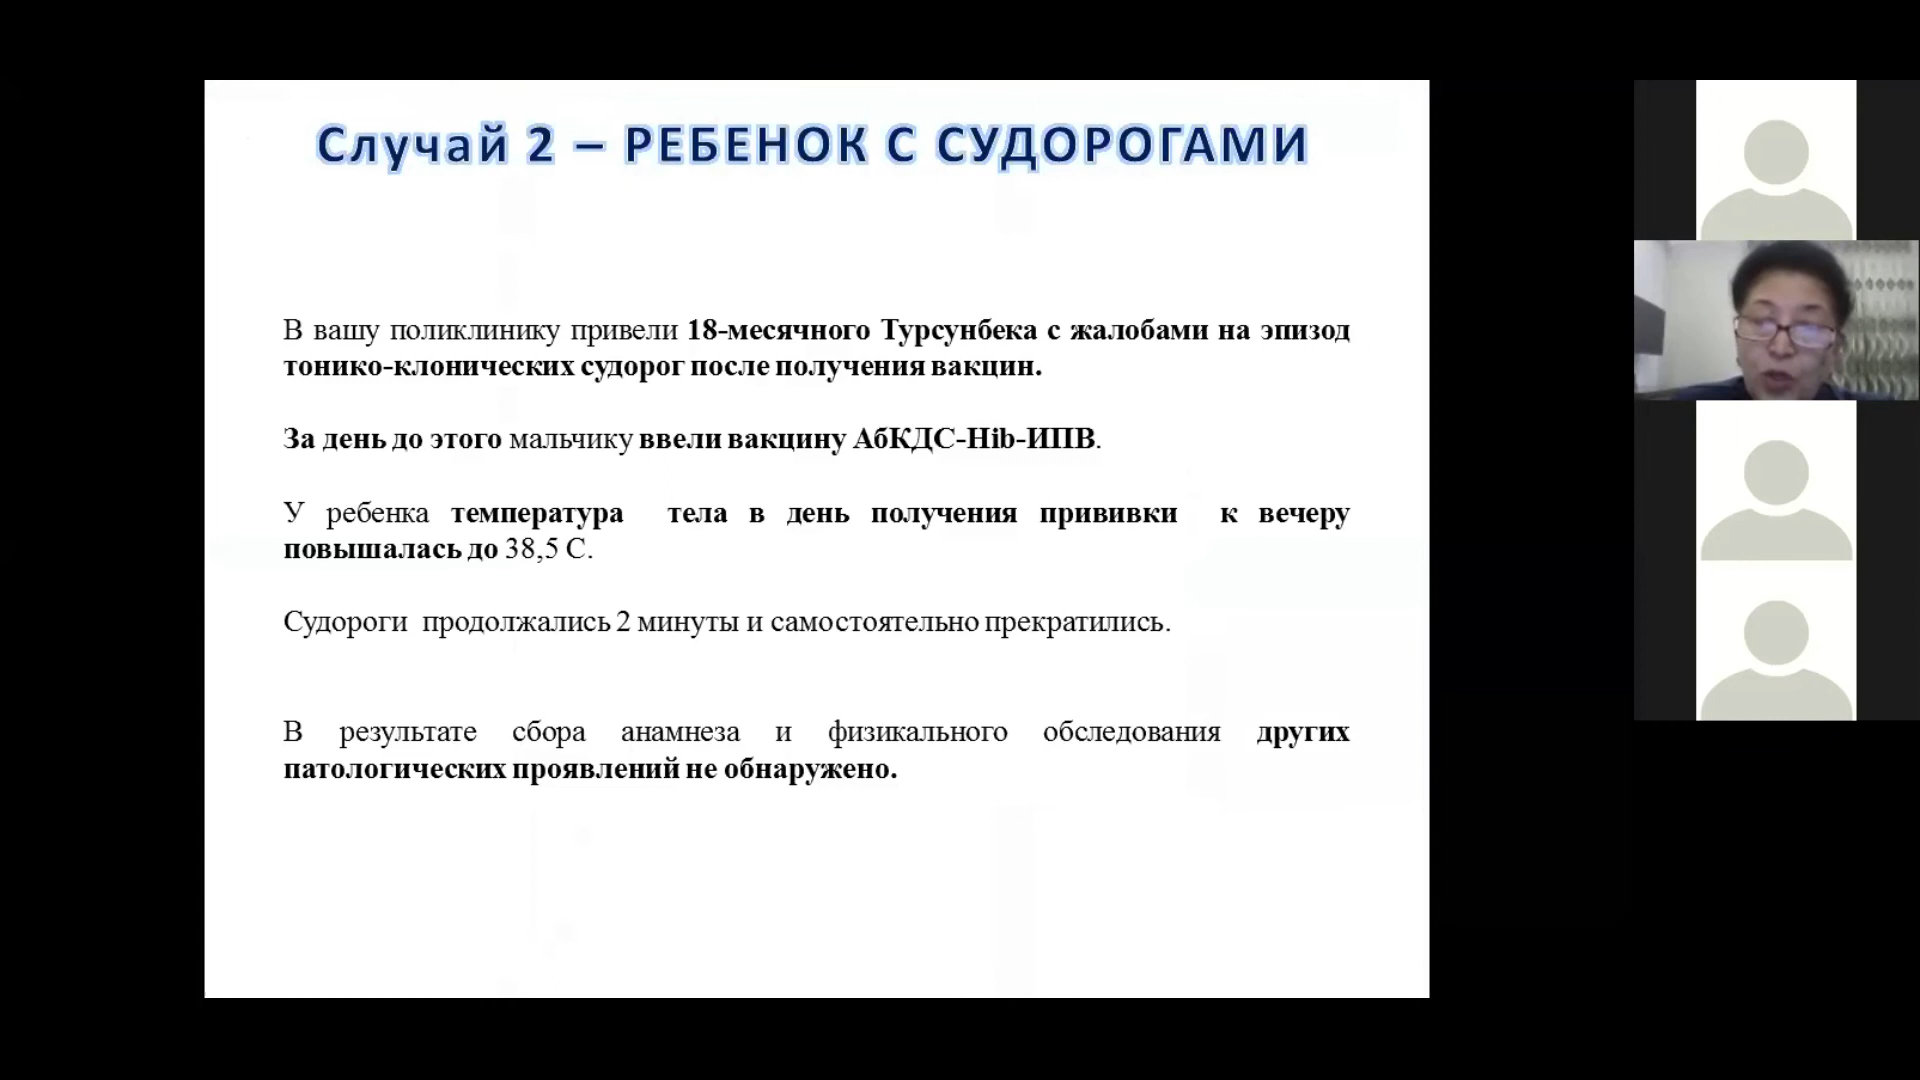 Случай 2 – РЕБЕНОК С СУДОРОГАМИ
В вашу поликлинику привели 18-месячного Турсунбека с жалобами на эпизод
тонико-клонических судорог после получения вакцин.
За день до этого мальчику ввели вакцину АбКДС-Hib-ИПВ.
У ребенка температура тела в день получения прививки к вечеру
повышалась до 38,5 С.
Судороги продолжались 2 минуты и самостоятельно прекратились.
В результате сбора анамнеза и физикального обследования других
патологических проявлений не обнаружено.